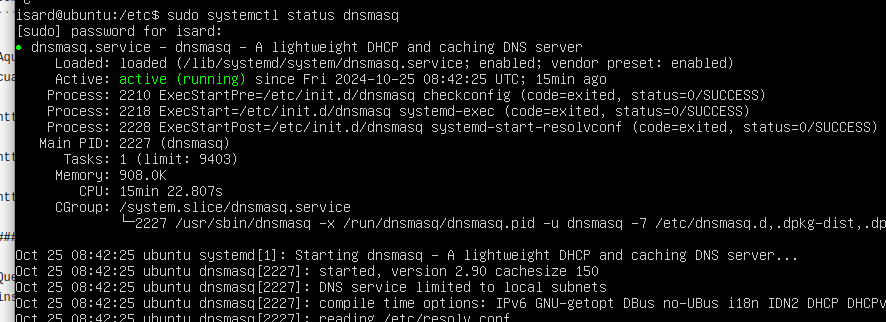 isard@ubuntu:/etc$ sudo systemctl status dnsmasq
[sudo] password for isard:
● dnsmasq.service - dnsmasq - A lightweight DHCP and caching DNS server
Loaded: loaded (/lib/systemd/system/dnsmasq.service; enabled; vendor preset: enabled)
Active: active (running) since Fri 2024-10-25 08:42:25 UTC; 15min ago
Process: 2210 ExecStartPre=/etc/init.d/dnsmasq checkconfig (code=exited, status=0/SUCCESS)
Process: 2218 ExecStart=/etc/init.d/dnsmasq systemd-exec (code=exited, status=0/SUCCESS)
Process: 2228 ExecStartPost=/etc/init.d/dnsmasq systemd-start-resolvconf (code=exited, status=0/SUCCESS)
Main PID: 2227 (dnsmasq)
Tasks: 1 (limit: 9403)
Memory: 908.0K
CPU: 15min 22.807s
CGroup: /system.slice/dnsmasq.service
└─2227 /usr/sbin/dnsmasq -x /run/dnsmasq/dnsmasq.pid -u dnsmasq -7 /etc/dnsmasq.d,.dpkg-dist,.dp
Oct 25 08:42:25 ubuntu systemd[1]: Starting dnsmasq - A lightweight DHCP and caching DNS server...
Oct 25 08:42:25 ubuntu dnsmasq[2227]: started, version 2.90 cachesize 150
Oct 25 08:42:25 ubuntu dnsmasq[2227]: DNS service limited to local subnets
Oct 25 08:42:25 ubuntu dnsmasq[2227]: compile time options: IPv6 GNU-getopt DBus no-UBus i18n IDN2 DHCP DHCPv
Oct 25 08:42:25 ubuntu dnsmasq[2227]: reading /etc/resolv.conf